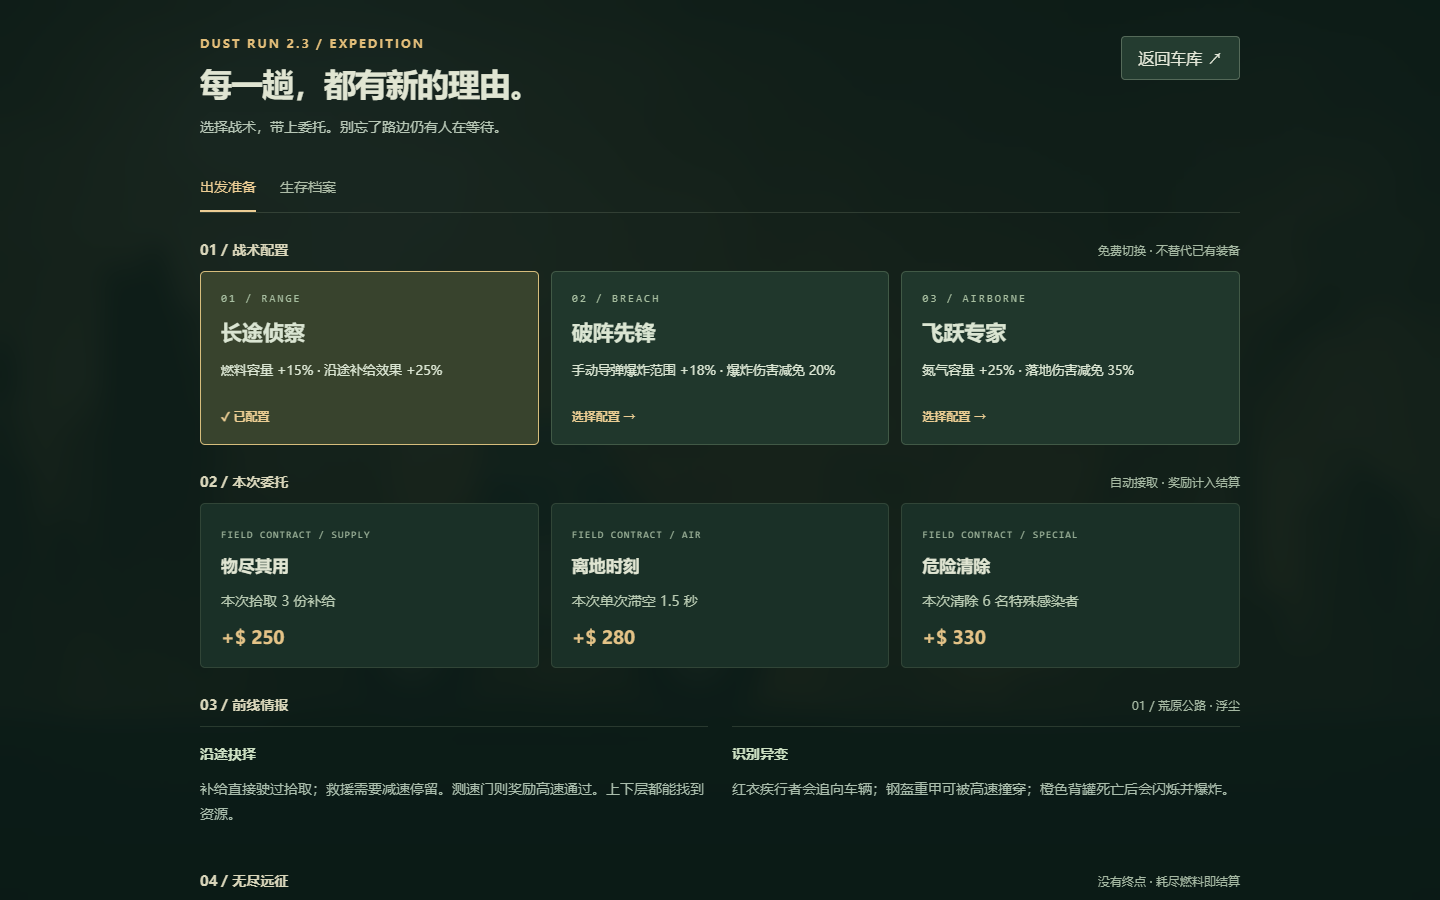 DUST RUN 2.3 / EXPEDITION
每一趟，都有新的理由。
选择战术，带上委托。别忘了路边仍有人在等待。
返回车库 ↗
出发准备 生存档案
01 / 战术配置 免费切换 · 不替代已有装备
01 / RANGE
长途侦察
燃料容量 +15% · 沿途补给效果 +25%
✓ 已配置
02 / BREACH
破阵先锋
手动导弹爆炸范围 +18% · 爆炸伤害减免 20%
选择配置 →
03 / AIRBORNE
飞跃专家
氮气容量 +25% · 落地伤害减免 35%
选择配置 →
02 / 本次委托 自动接取 · 奖励计入结算
FIELD CONTRACT / SUPPLY
物尽其用
本次拾取 3 份补给
+$ 250
FIELD CONTRACT / AIR
离地时刻
本次单次滞空 1.5 秒
+$ 280
FIELD CONTRACT / SPECIAL
危险清除
本次清除 6 名特殊感染者
+$ 330
03 / 前线情报 01 / 荒原公路 · 浮尘
沿途抉择
补给直接驶过拾取；救援需要减速停留。测速门则奖励高速通过。上下层都能找到
资源。
识别异变
红衣疾行者会追向车辆；钢盔重甲可被高速撞穿；橙色背罐死亡后会闪烁并爆炸。
04 / 无尽远征 没有终点 · 耗尽燃料即结算